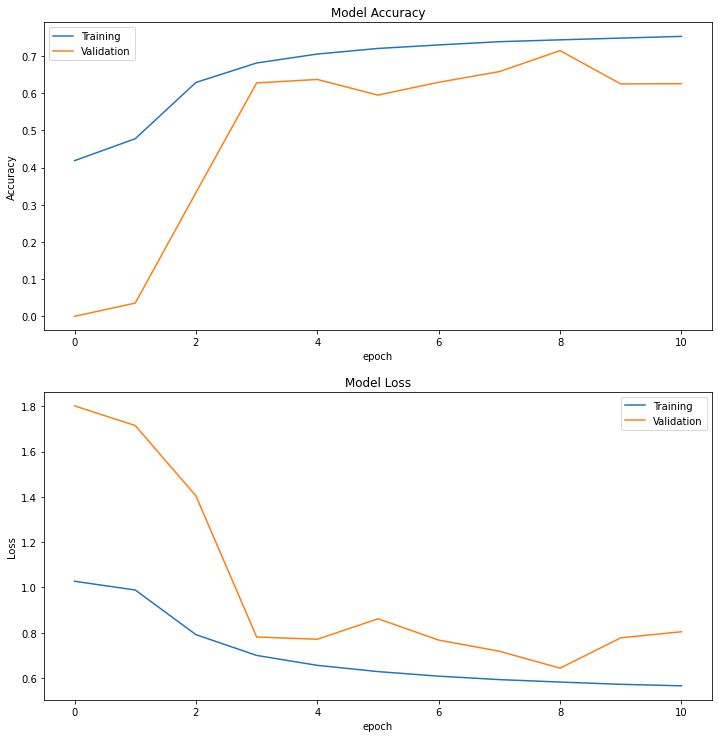 Model Accuracy
Training
Validation
0.7
0.6
0.5
0.4
0.3
0.2
0.1
0.0
Accuracy
0 2 4 6 8 10
epoch
Model Loss
Training
Validation
1.8
1.6
1.4
1.2
1.0
0.8
0.6
Loss
0 2 4 6 8 10
epoch